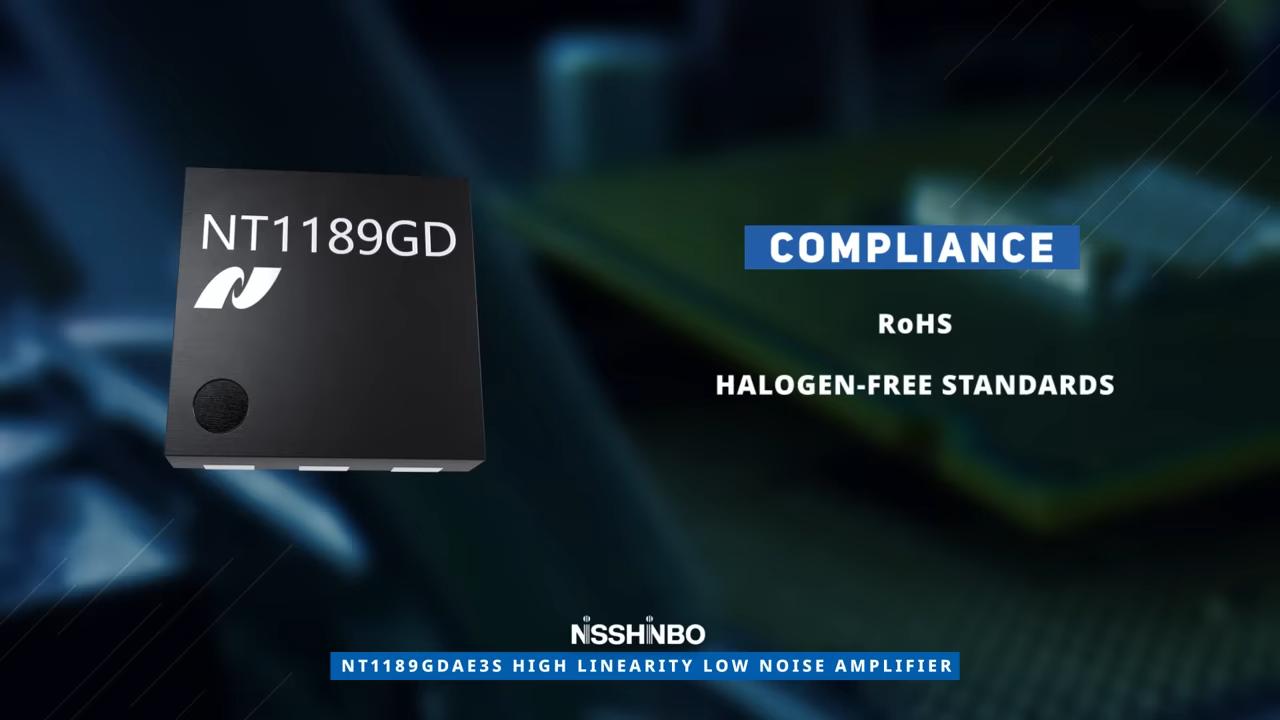 NT1189GD
COMPLIANCE
RoHS
HALOGEN-FREE STANDARDS
NISSHINBO
NT1189GDAE3S HIGH LINEARITY LOW NOISE AMPLIFIER